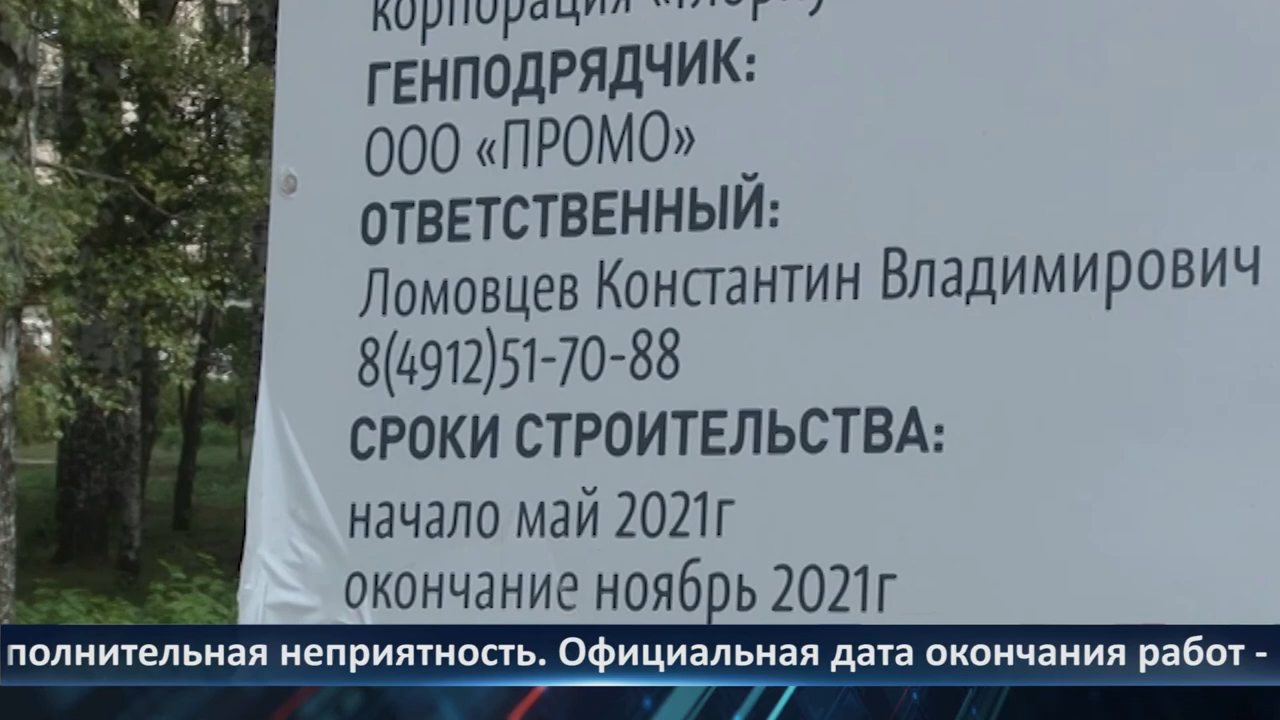 корпорация
ГЕНПОДРЯДЧИК:
ООО «ПРОМО»
ОТВЕТСТВЕННЫЙ:
Ломовцев Константин Владимирович
8(4912)51-70-88
СРОКИ СТРОИТЕЛЬСТВА:
начало май 2021г
окончание ноябрь 2021г
полнительная неприятность. Официальная дата окончания работ -